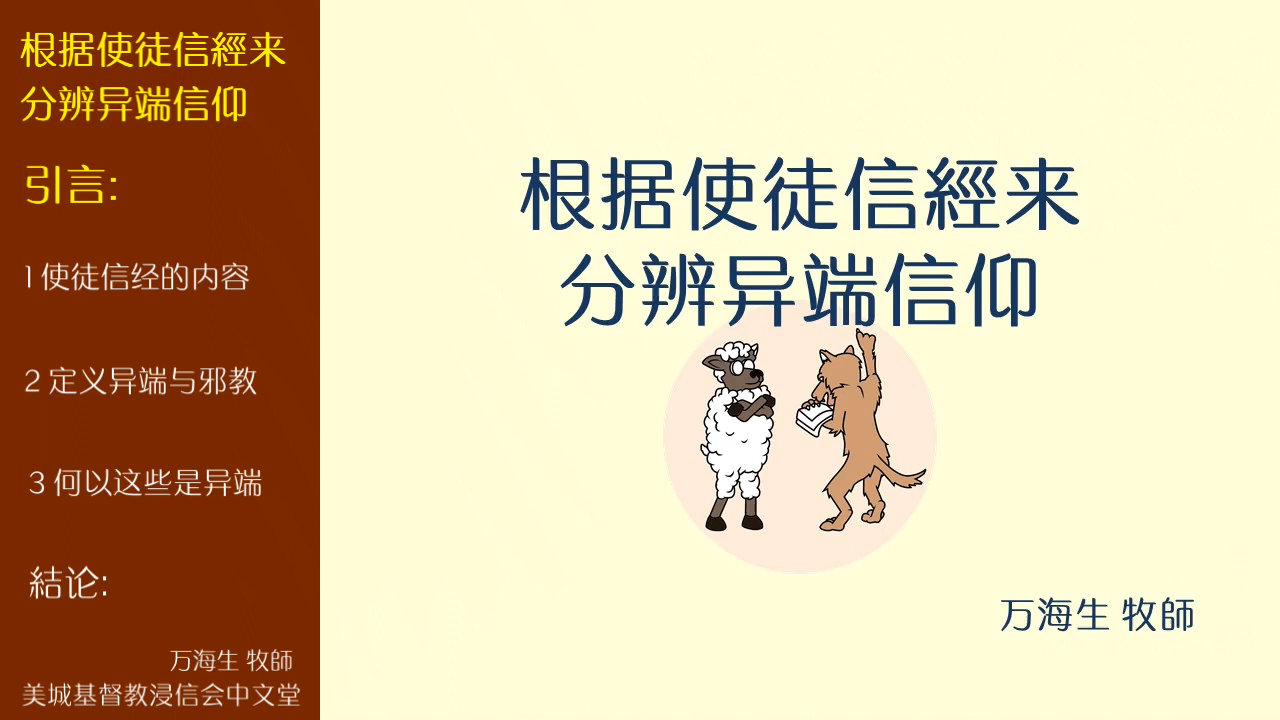 根据使徒信經来
分辨异端信仰
引言:
1 使徒信经的内容
2 定义异端与邪教
3 何以这些是异端
結论:
万海生 牧師
美城基督教浸信会中文堂
根据使徒信經来
分辨异端信仰
万海生 牧師